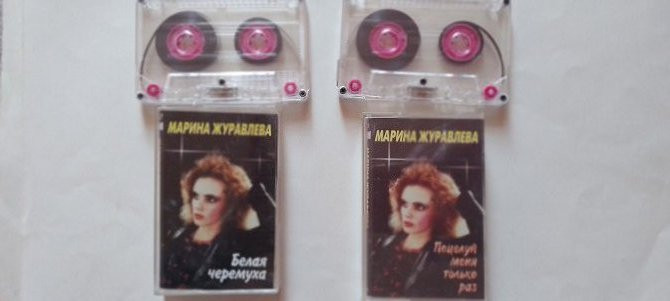 МАРИНА ЖУРАВЛЕВА
Белая
черемуха
МАРИНА ЖУРАВЛЕВА
Поцелуй
меня
только
раз